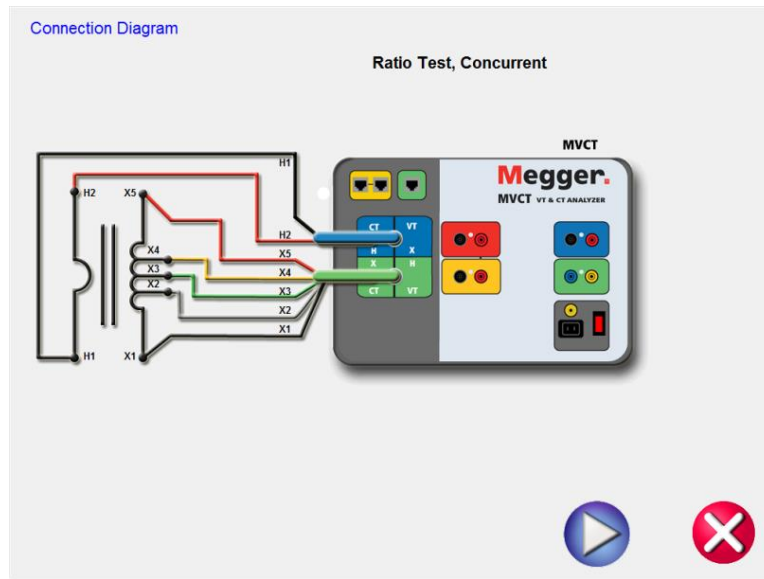 Connection Diagram
Ratio Test, Concurrent
MVCT
H1
Megger.
MVCT VT & CT ANALYZER
H2
X5
H2
CT
VT
X5
H
X
X4
X4
X
H
X3
X3
CT
VT
X2
X2
X1
H1
X1